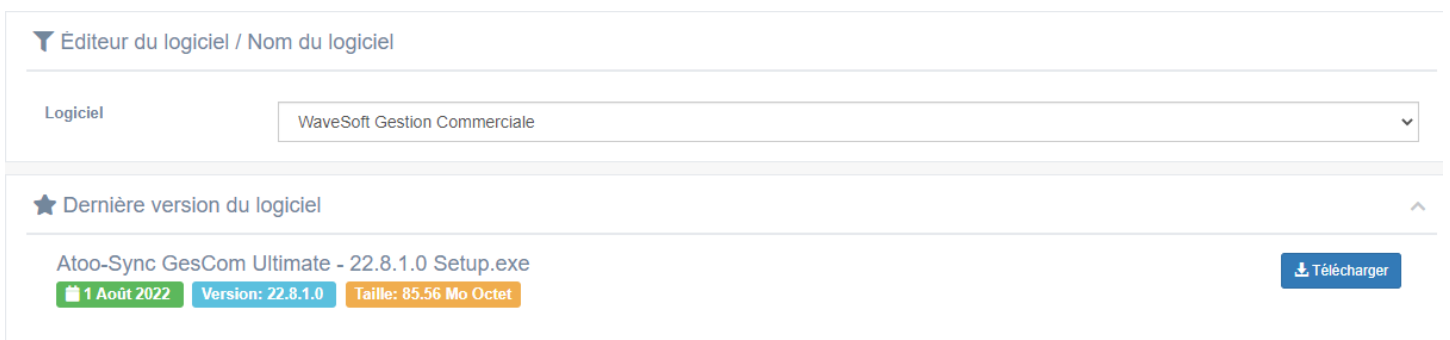 Éditeur du logiciel / Nom du logiciel
Logiciel
WaveSoft Gestion Commerciale
Dernière version du logiciel
Atoo-Sync GesCom Ultimate - 22.8.1.0 Setup.exe
Télécharger
1 Août 2022 Version: 22.8.1.0 Taille: 85.56 Mo Octet